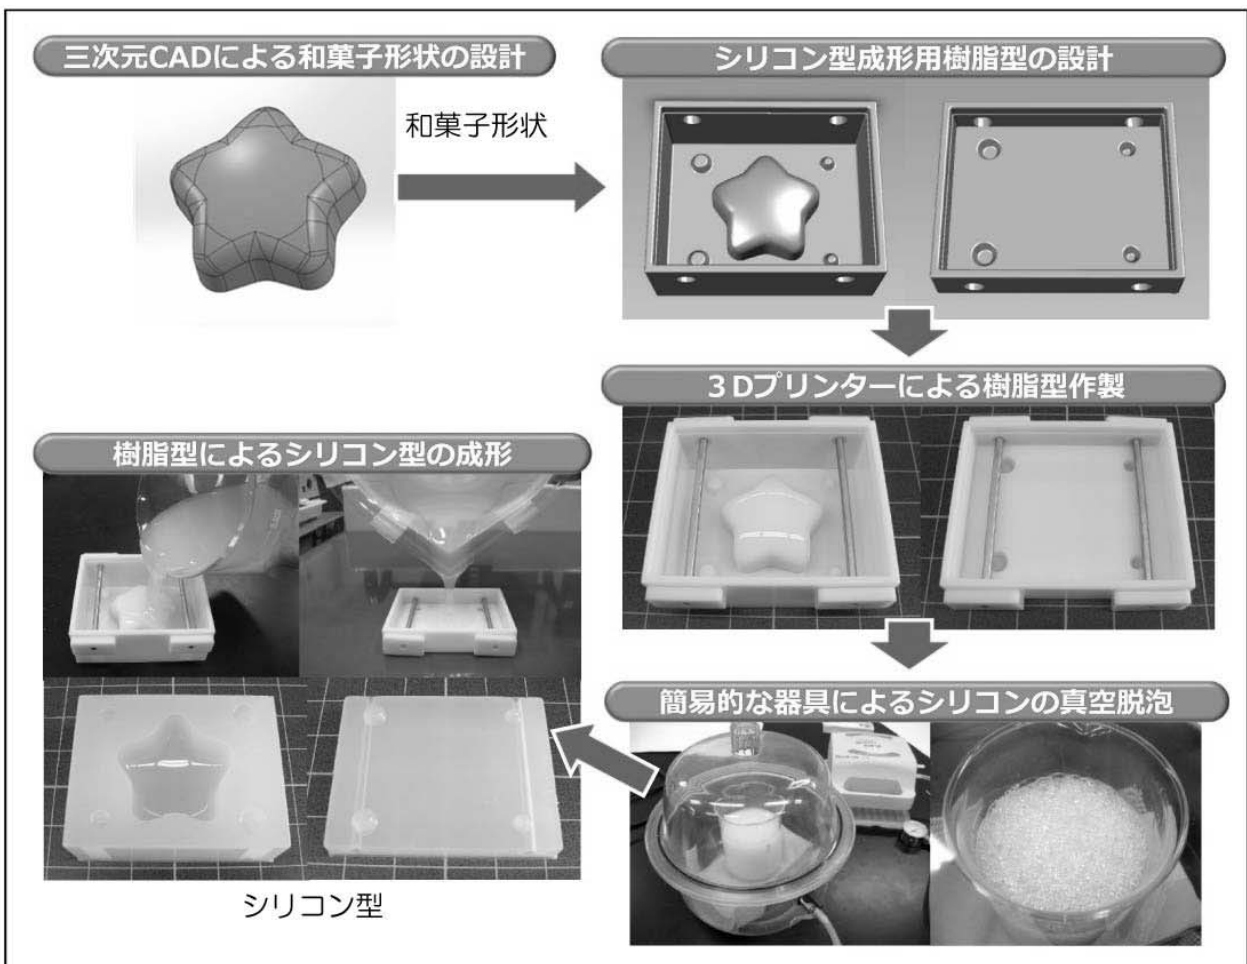 三次元CADによる和菓子形状の設計
和菓子形状
シリコン型成形用樹脂型の設計
3Dプリンターによる樹脂型作製
簡易的な器具によるシリコンの真空脱泡
樹脂型によるシリコン型の成形
シリコン型